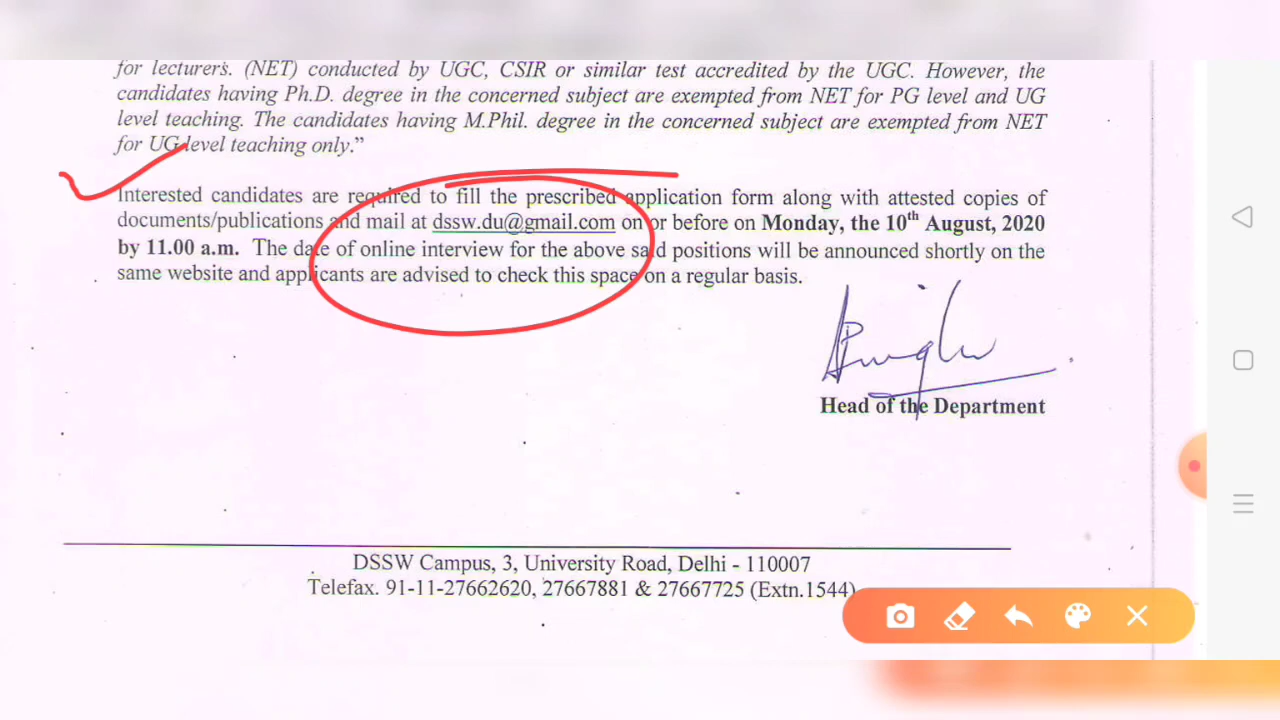 for lecturers. (NET) conducted by UGC, CSIR or similar test accredited by the UGC. However, the
candidates having Ph.D. degree in the concerned subject are exempted from NET for PG level and UG
level teaching. The candidates having M.Phil. degree in the concerned subject are exempted from NET
for UG level teaching only.”
Interested candidates are required to fill the prescribed application form along with attested copies of
documents/publications and mail at dssw.du@gmail.com on or before on Monday, the 10th August, 2020
by 11.00 a.m. The date of online interview for the above said positions will be announced shortly on the
same website and applicants are advised to check this space on a regular basis.
Head of the Department
DSSW Campus, 3, University Road, Delhi - 110007
Telefax. 91-11-27662620, 27667881 & 27667725 (Extn.1544)